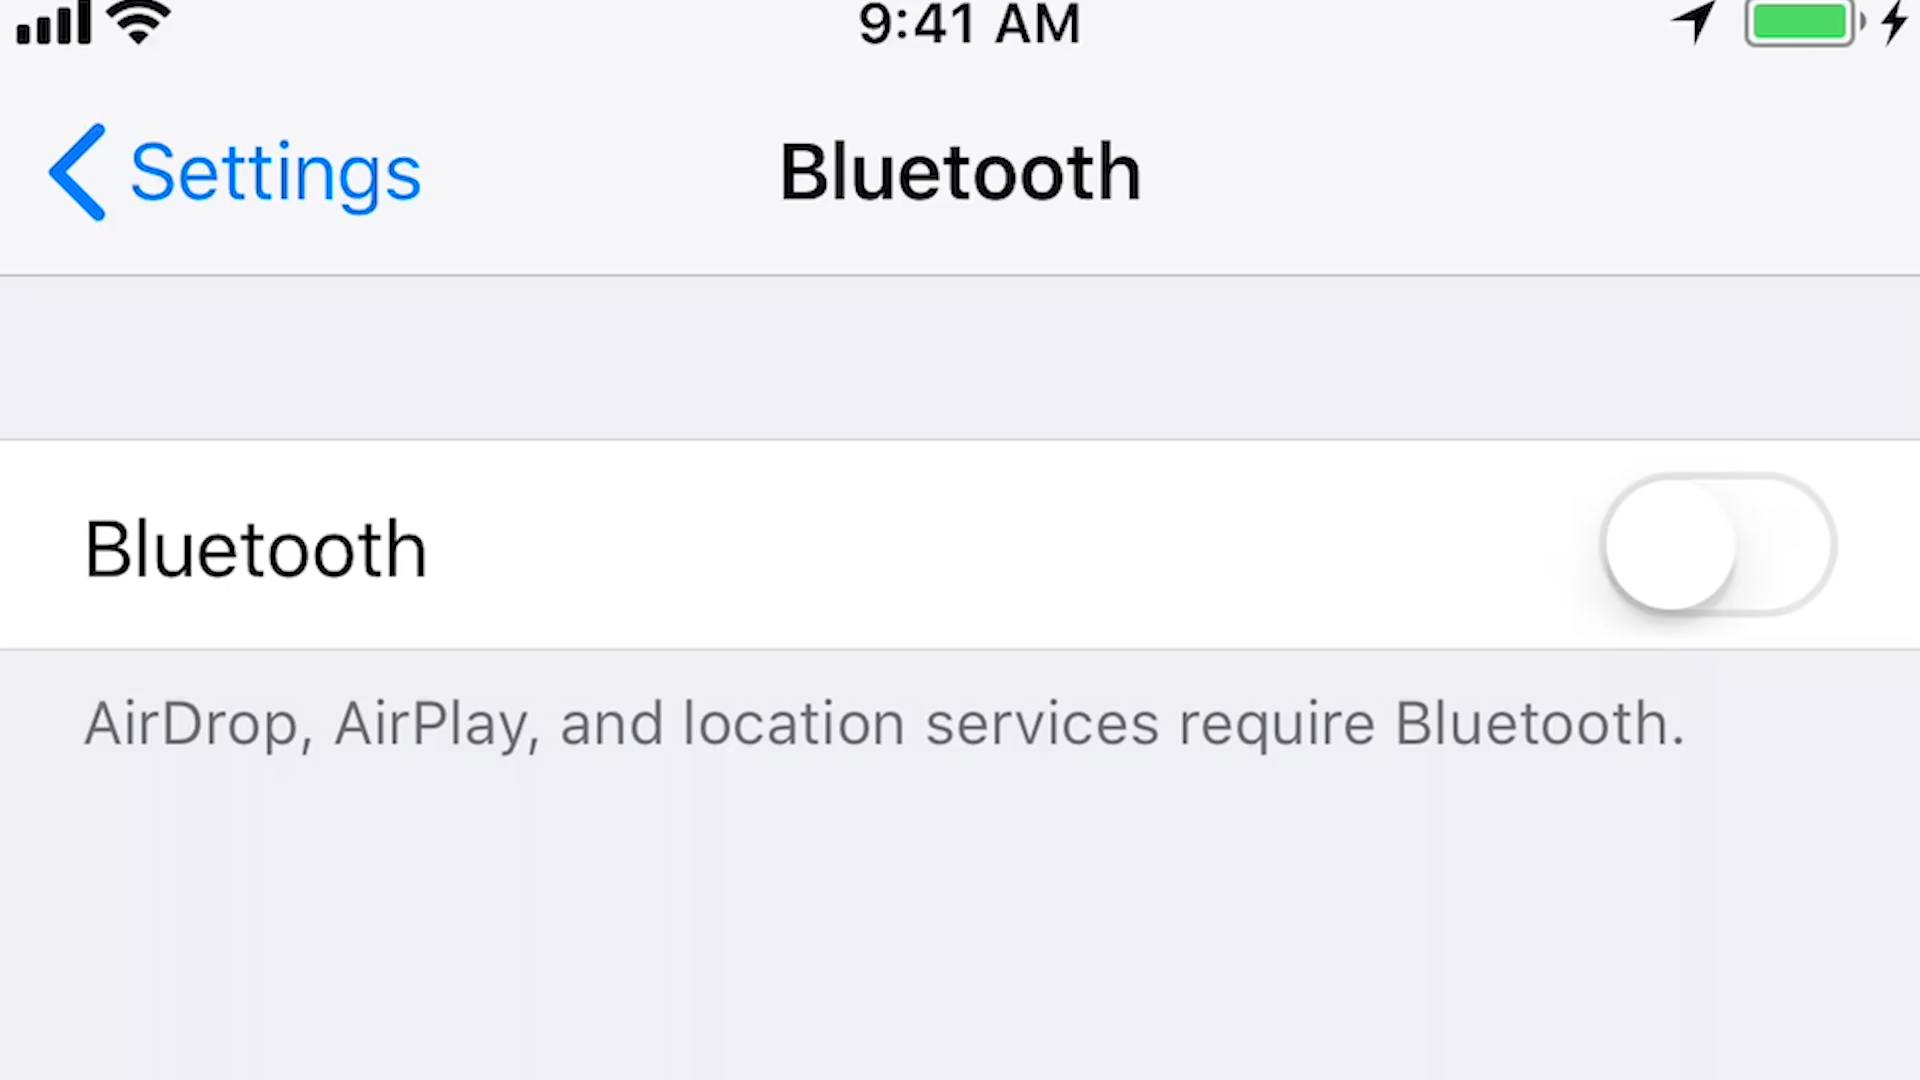 9:41 AM
Settings
Bluetooth
Bluetooth
AirDrop, AirPlay, and location services require Bluetooth.